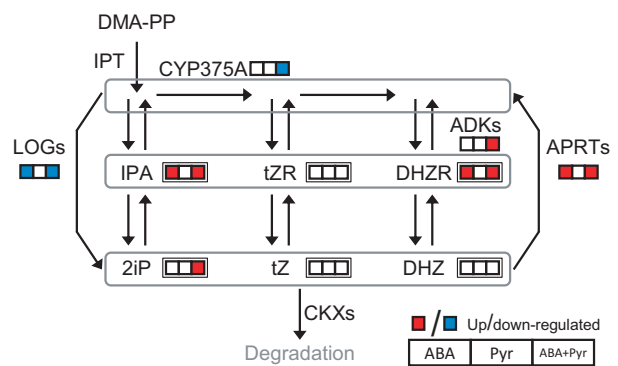 DMA-PP
IPT
CYP375A
ADKs
LOGs
APRTs
IPA
tZR
DHZR
2iP
tZ
DHZ
CKXs
Degradation
/ Up/down-regulated
ABA Pyr ABA+Pyr